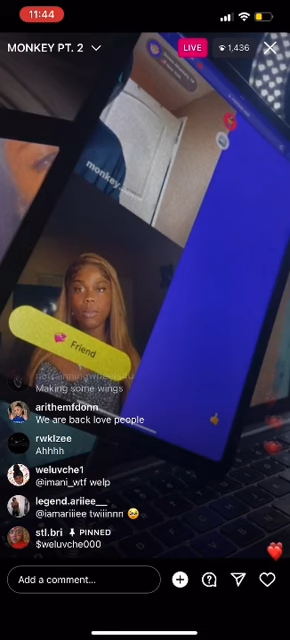 11:44
MONKEY PT. 2
LIVE
1,436
monkey
Friend
Making some wings
arithemfdonn
We are back love people
rwklzee
Ahhhh
weluvche1
@imani_wtf welp
legend.ariiee__
@iamariiiee twiiinnn 🥹
stl.bri PINNED
$weluvche000
Add a comment...